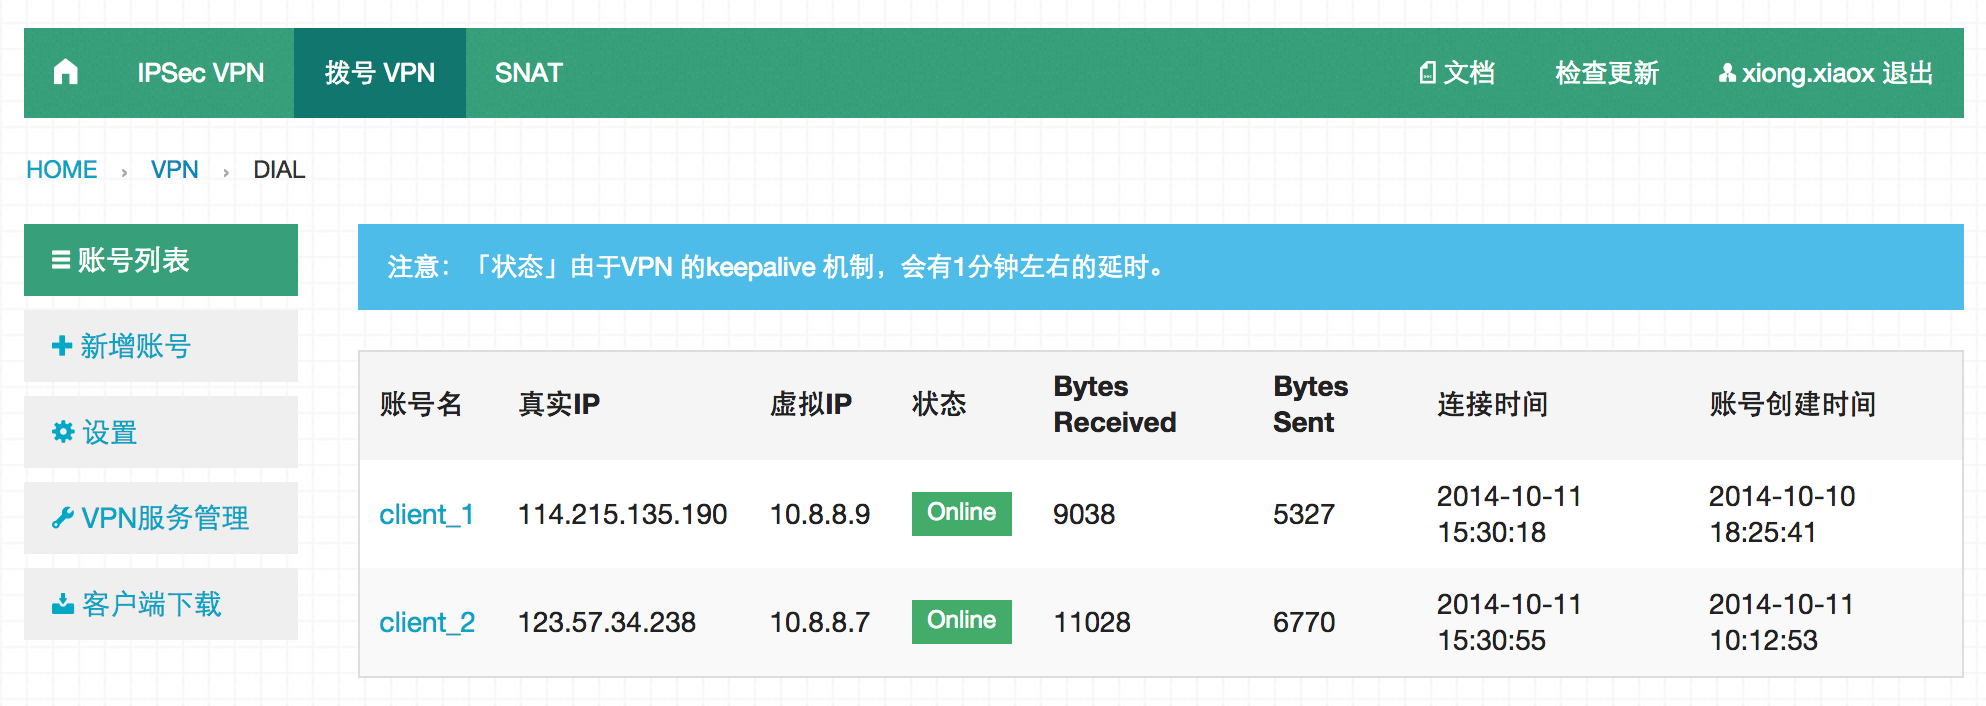 IPSec VPN 拨号 VPN SNAT 文档 检查更新 xiong.xiaox 退出
HOME › VPN › DIAL
账号列表
新增账号
设置
VPN服务管理
客户端下载
注意：「状态」由于VPN 的keepalive 机制，会有1分钟左右的延时。
账号名 真实IP 虚拟IP 状态 Bytes Received Bytes Sent 连接时间 账号创建时间
client_1 114.215.135.190 10.8.8.9 Online 9038 5327 2014-10-11 15:30:18 2014-10-10 18:25:41
client_2 123.57.34.238 10.8.8.7 Online 11028 6770 2014-10-11 15:30:55 2014-10-11 10:12:53